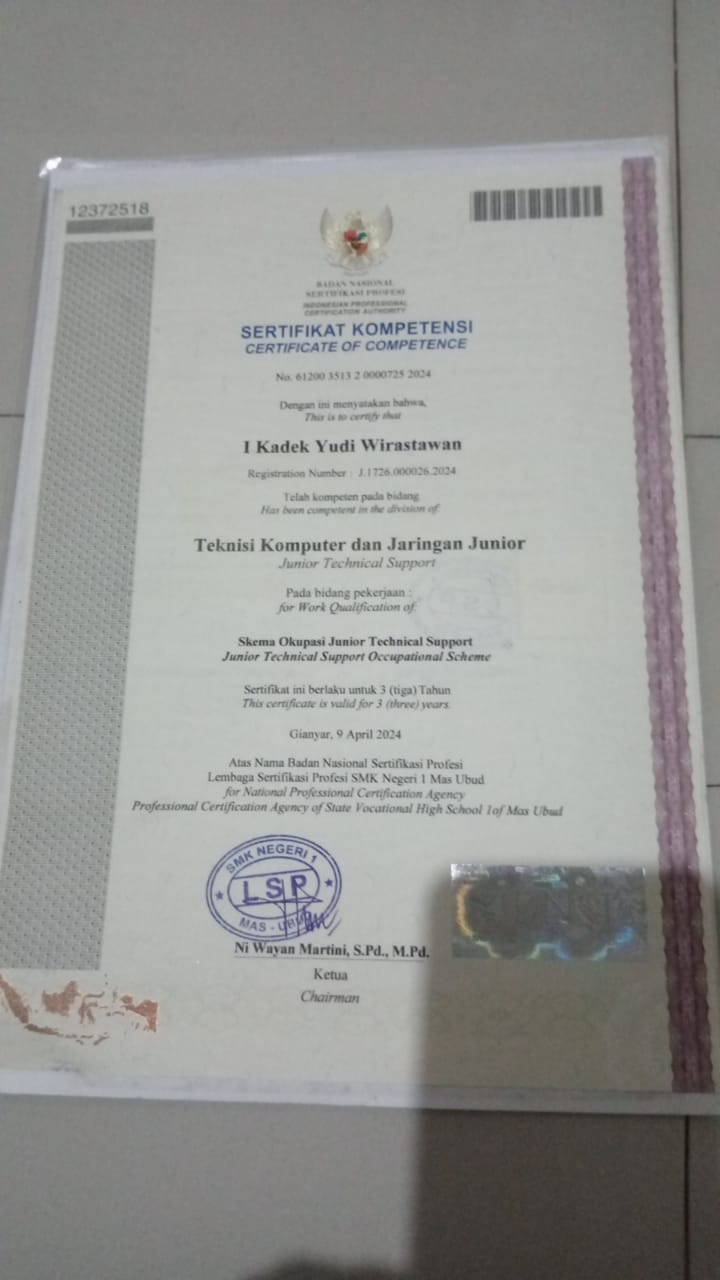 12372518
BADAN NASIONAL
SERTIFIKASI PROFESI
INDONESIAN PROFESSIONAL
CERTIFICATION AUTHORITY
SERTIFIKAT KOMPETENSI
CERTIFICATE OF COMPETENCE
No. 61200 3513 2 0000725 2024
Dengan ini menyatakan bahwa,
This is to certify that
I Kadek Yudi Wirastawan
Registration Number : J.1726.000026.2024
Telah kompeten pada bidang
Has been competent in the division of:
Teknisi Komputer dan Jaringan Junior
Junior Technical Support
Pada bidang pekerjaan :
for Work Qualification of:
Skema Okupasi Junior Technical Support
Junior Technical Support Occupational Scheme
Sertifikat ini berlaku untuk 3 (tiga) Tahun
This certificate is valid for 3 (three) years.
Gianyar, 9 April 2024
Atas Nama Badan Nasional Sertifikasi Profesi
Lembaga Sertifikasi Profesi SMK Negeri 1 Mas Ubud
for National Professional Certification Agency
Professional Certification Agency of State Vocational High School 1of Mas Ubud
SMK NEGERI 1
LSP
MAS - UBUD
Ni Wayan Martini, S.Pd., M.Pd.
Ketua
Chairman